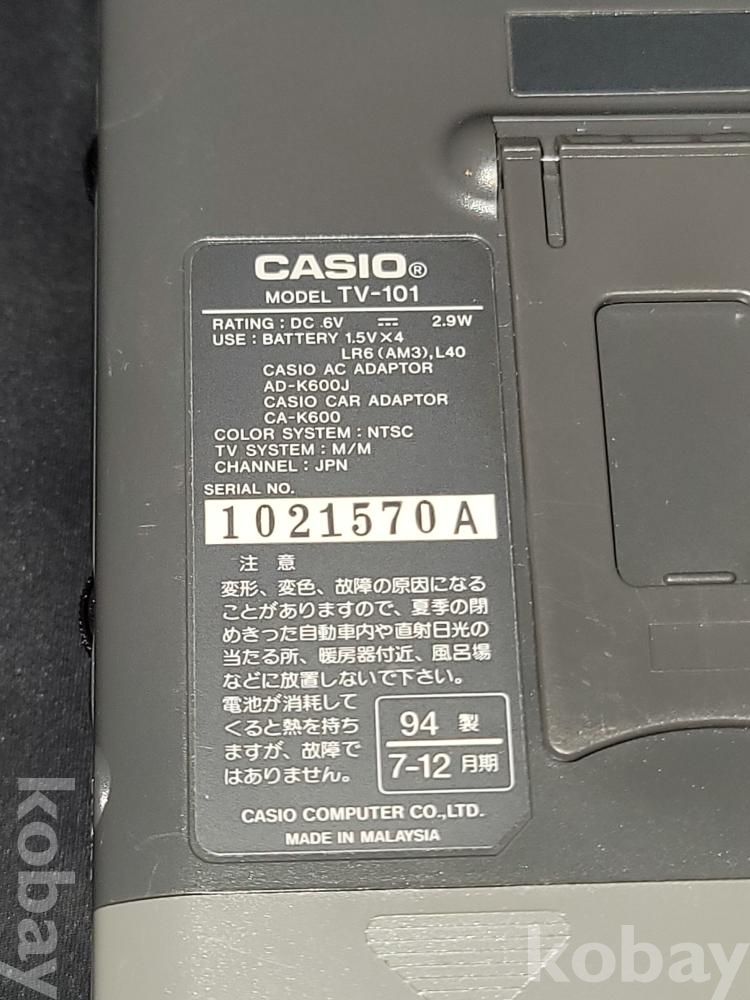 CASIO®
MODEL TV-101
RATING : DC .6V ⎓ 2.9W
USE : BATTERY 1.5V×4
LR6 (AM3), L40
CASIO AC ADAPTOR
AD-K600J
CASIO CAR ADAPTOR
CA-K600
COLOR SYSTEM : NTSC
TV SYSTEM : M/M
CHANNEL : JPN
SERIAL NO.
1021570A
注 意
変形、変色、故障の原因になる
ことがありますので、夏季の閉
めきった自動車内や直射日光の
当たる所、暖房器付近、風呂場
などに放置しないで下さい。
電池が消耗して
くると熱を持ち
ますが、故障で
はありません。
94 製
7-12 月期
CASIO COMPUTER CO.,LTD.
MADE IN MALAYSIA
kobay
kobay